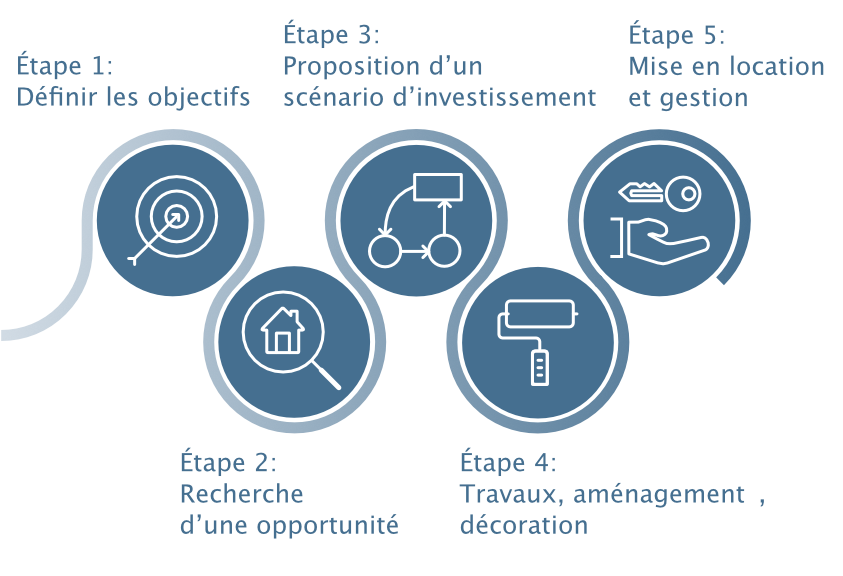 Étape 1:
Définir les objectifs
Étape 2:
Recherche
d’une opportunité
Étape 3:
Proposition d’un
scénario d’investissement
Étape 4:
Travaux, aménagement ,
décoration
Étape 5:
Mise en location
et gestion